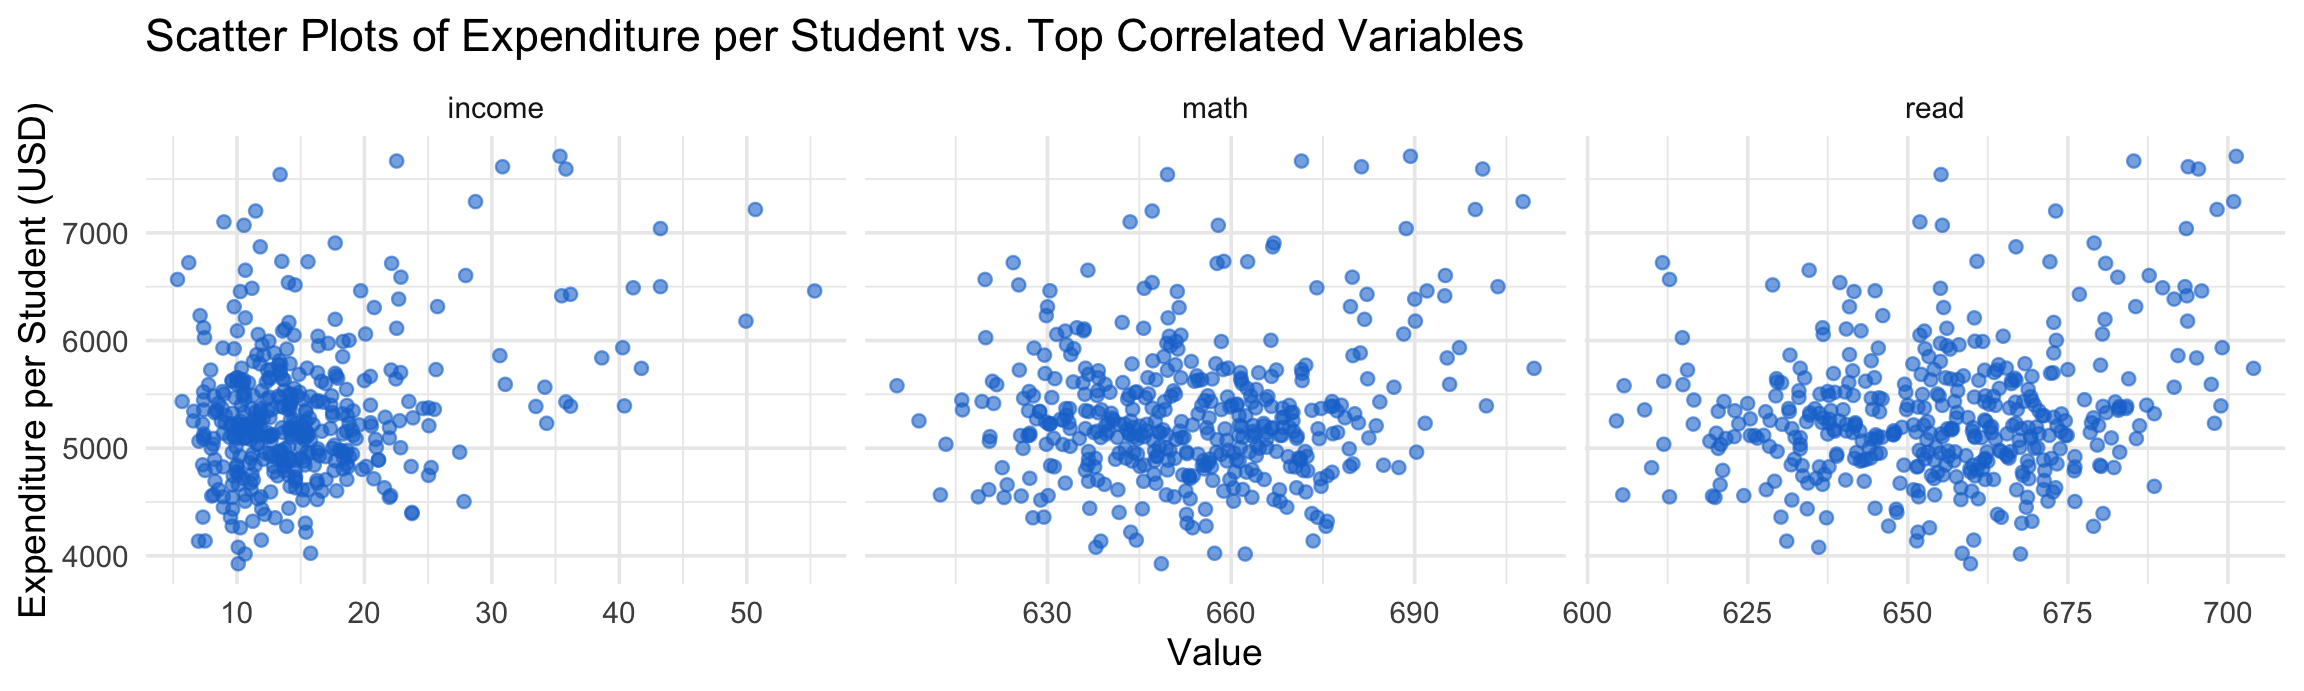 Scatter Plots of Expenditure per Student vs. Top Correlated Variables
income
math
read
Expenditure per Student (USD)
7000
6000
5000
4000
10 20 30 40 50
630 660 690
600 625 650 675 700
Value